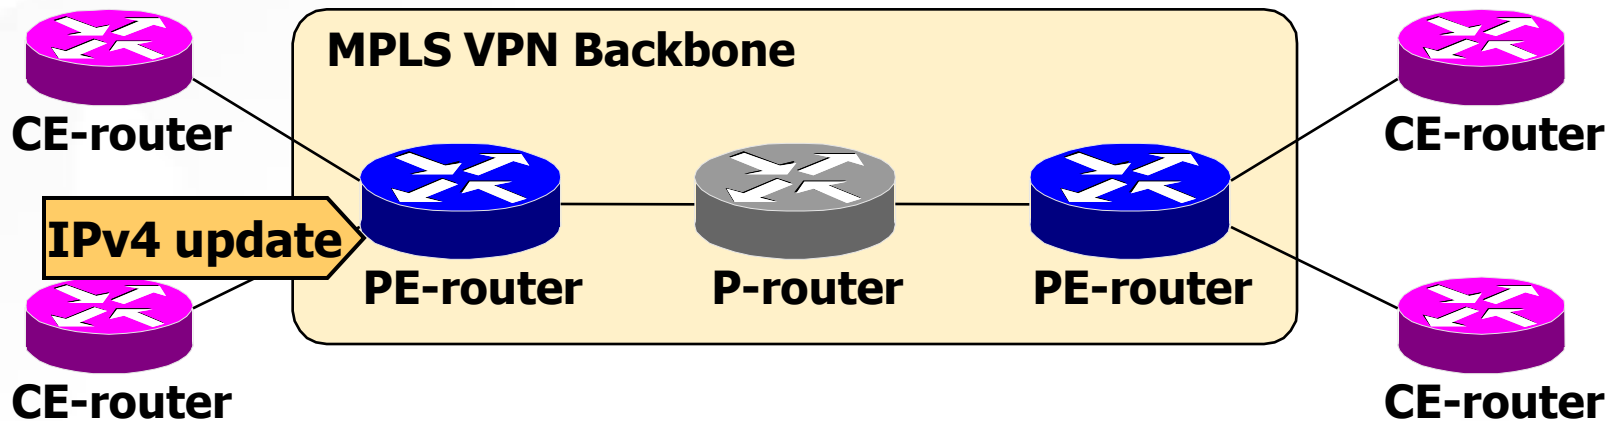 MPLS VPN Backbone
CE-router
CE-router
IPv4 update
PE-router
P-router
PE-router
CE-router
CE-router